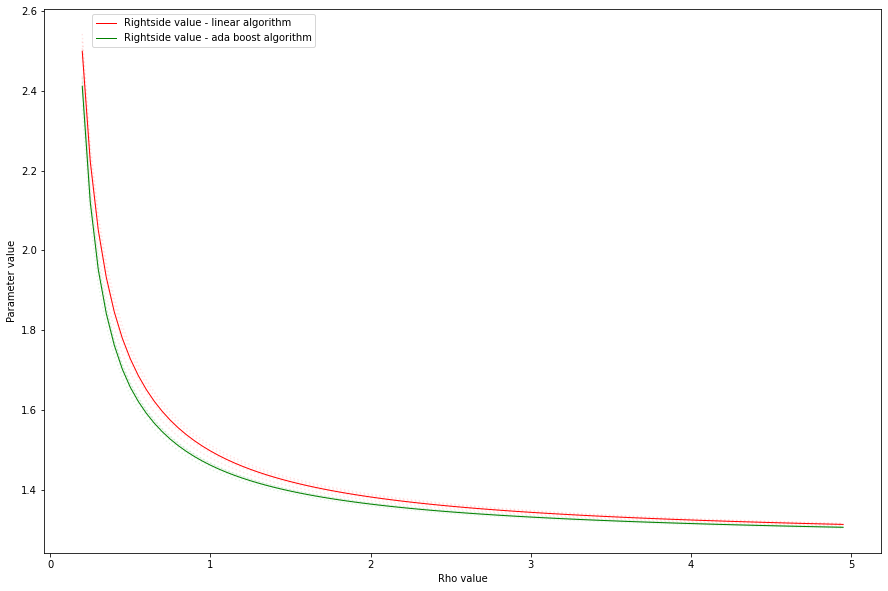 Rightside value - linear algorithm
Rightside value - ada boost algorithm
2.6
2.4
2.2
2.0
1.8
1.6
1.4
Parameter value
0 1 2 3 4 5
Rho value